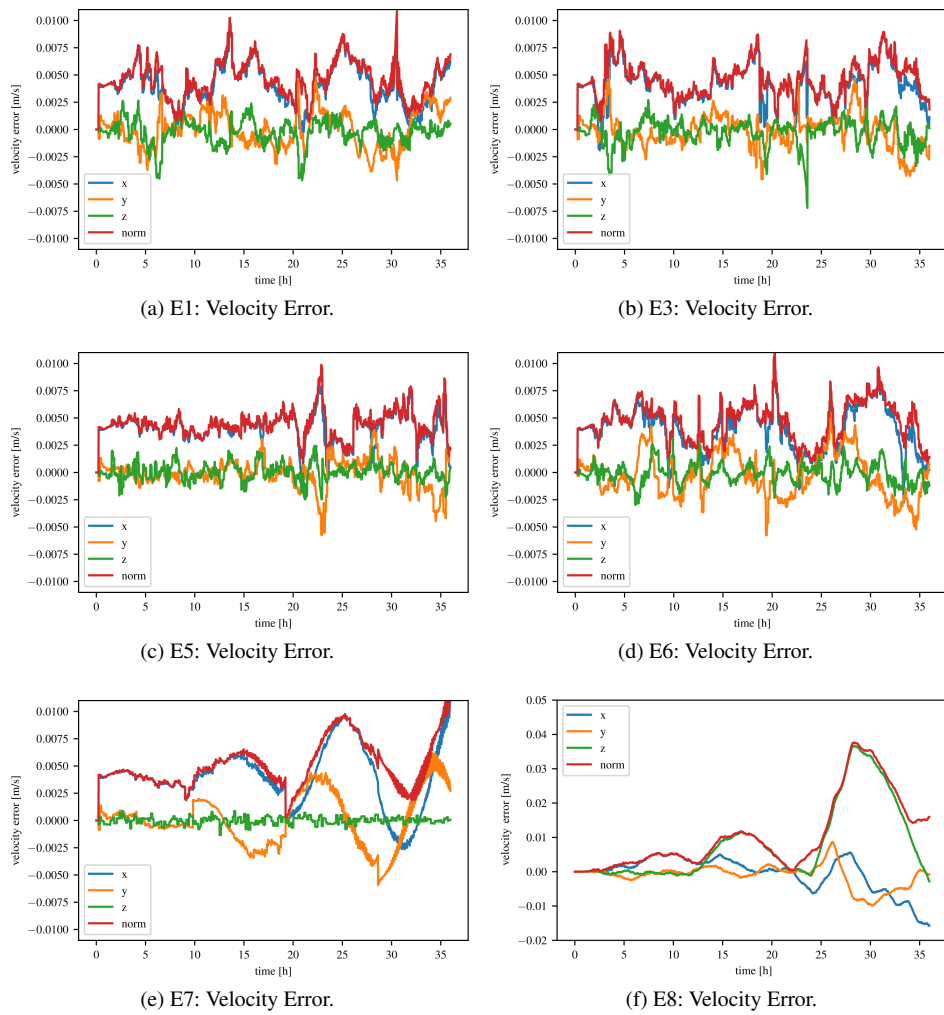 0.0100
0.0075
0.0050
0.0025
0.0000
−0.0025
−0.0050
−0.0075
−0.0100
velocity error [m/s]
x
y
z
norm
0 5 10 15 20 25 30 35
time [h]
(a) E1: Velocity Error.
0.0100
0.0075
0.0050
0.0025
0.0000
−0.0025
−0.0050
−0.0075
−0.0100
velocity error [m/s]
x
y
z
norm
0 5 10 15 20 25 30 35
time [h]
(b) E3: Velocity Error.
0.0100
0.0075
0.0050
0.0025
0.0000
−0.0025
−0.0050
−0.0075
−0.0100
velocity error [m/s]
x
y
z
norm
0 5 10 15 20 25 30 35
time [h]
(c) E5: Velocity Error.
0.0100
0.0075
0.0050
0.0025
0.0000
−0.0025
−0.0050
−0.0075
−0.0100
velocity error [m/s]
x
y
z
norm
0 5 10 15 20 25 30 35
time [h]
(d) E6: Velocity Error.
0.0100
0.0075
0.0050
0.0025
0.0000
−0.0025
−0.0050
−0.0075
−0.0100
velocity error [m/s]
x
y
z
norm
0 5 10 15 20 25 30 35
time [h]
(e) E7: Velocity Error.
0.05
0.04
0.03
0.02
0.01
0.00
−0.01
−0.02
velocity error [m/s]
x
y
z
norm
0 5 10 15 20 25 30 35
time [h]
(f) E8: Velocity Error.